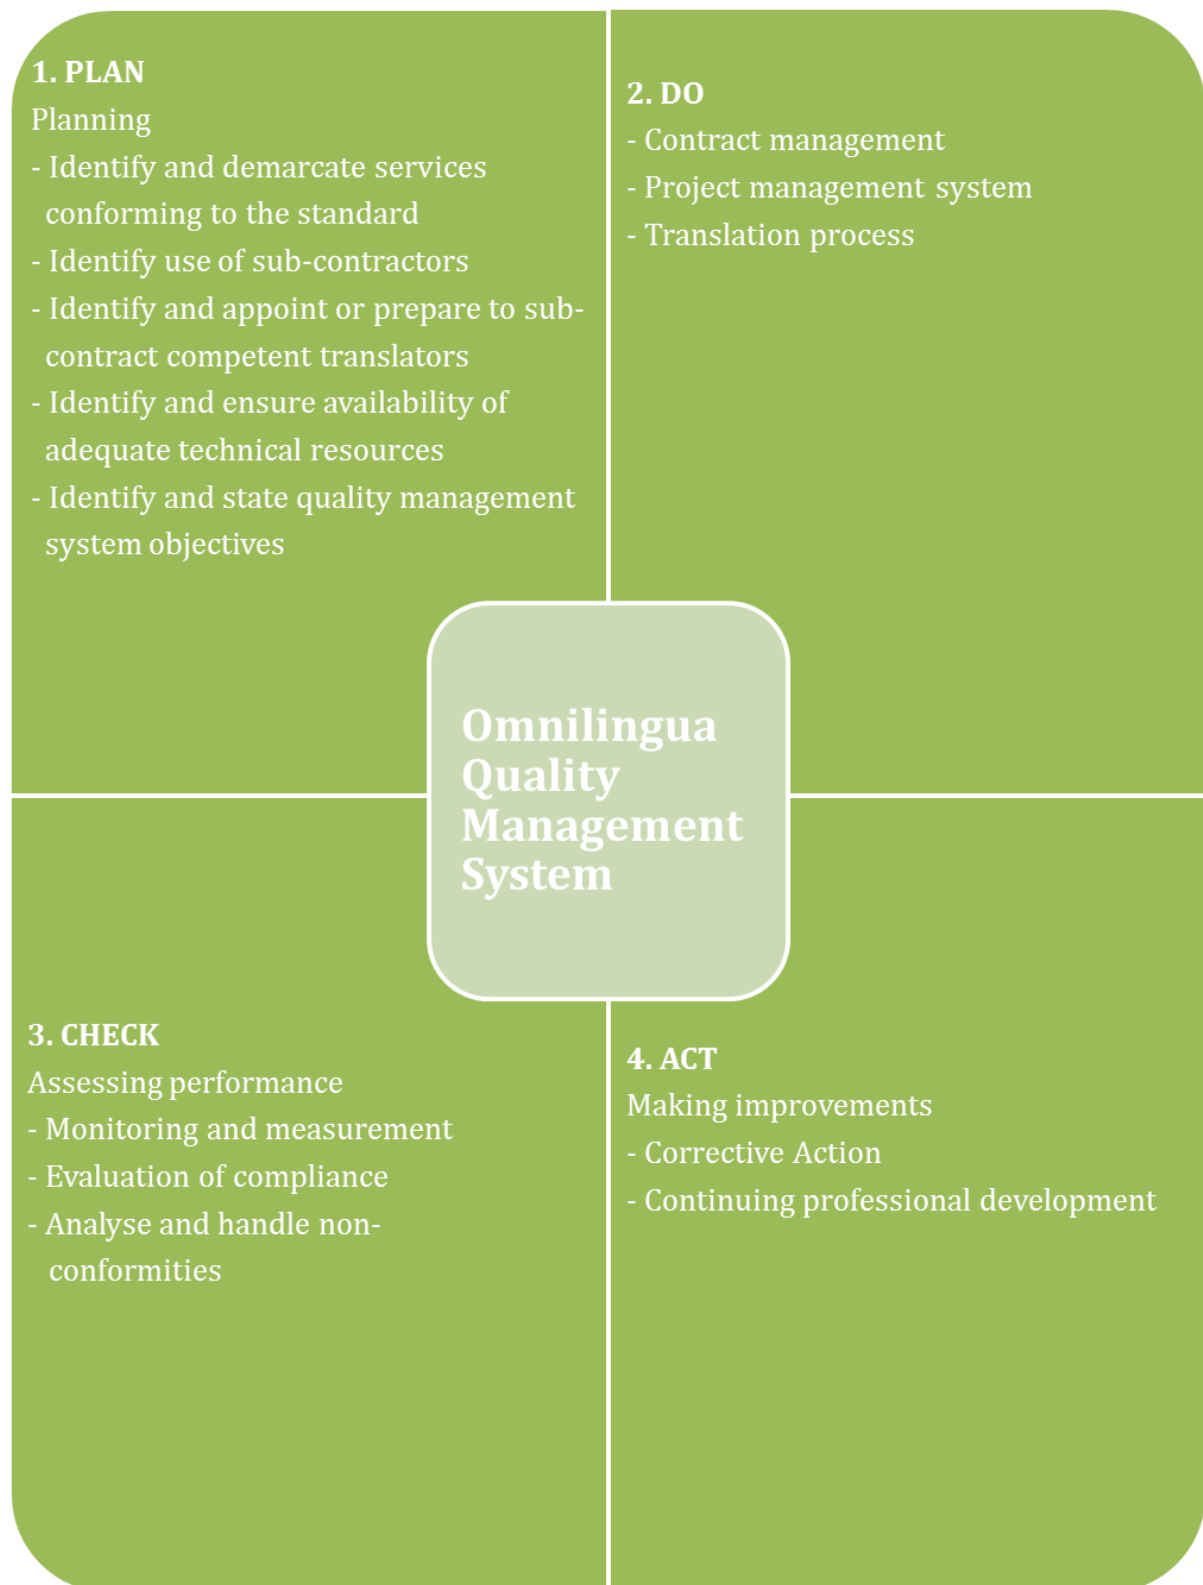 1. PLAN
Planning
- Identify and demarcate services
conforming to the standard
- Identify use of sub-contractors
- Identify and appoint or prepare to sub-
contract competent translators
- Identify and ensure availability of
adequate technical resources
- Identify and state quality management
system objectives
2. DO
- Contract management
- Project management system
- Translation process
Omnilingua
Quality
Management
System
3. CHECK
Assessing performance
- Monitoring and measurement
- Evaluation of compliance
- Analyse and handle non-
conformities
4. ACT
Making improvements
- Corrective Action
- Continuing professional development